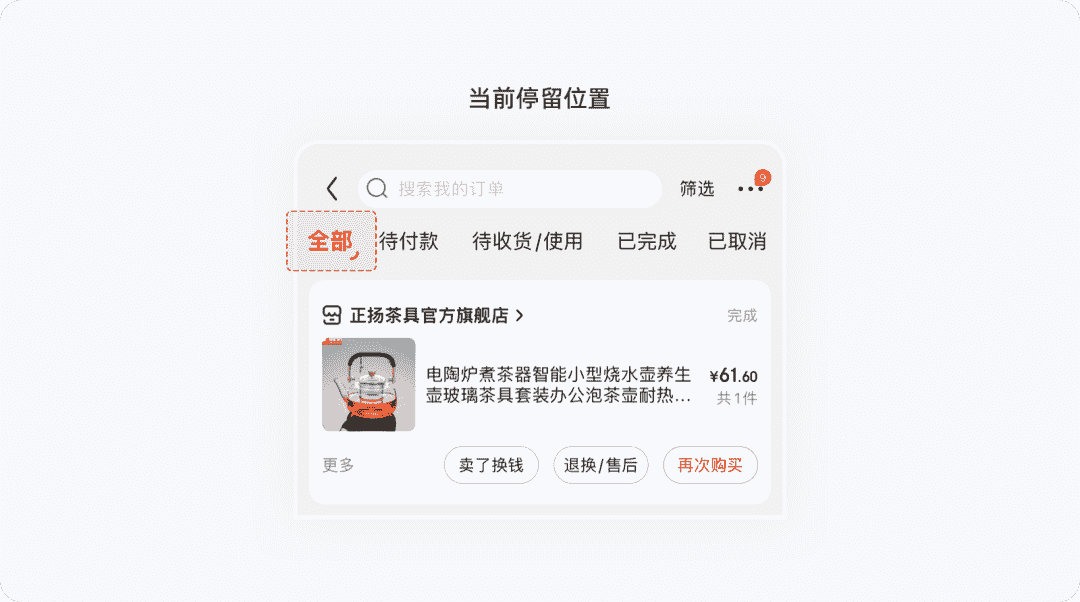 当前停留位置
搜索我的订单
筛选
9
全部
待付款
待收货/使用
已完成
已取消
正扬茶具官方旗舰店
完成
电陶炉煮茶器智能小型烧水壶养生
壶玻璃茶具套装办公泡茶壶耐热...
¥61.60
共1件
更多
卖了换钱
退换/售后
再次购买